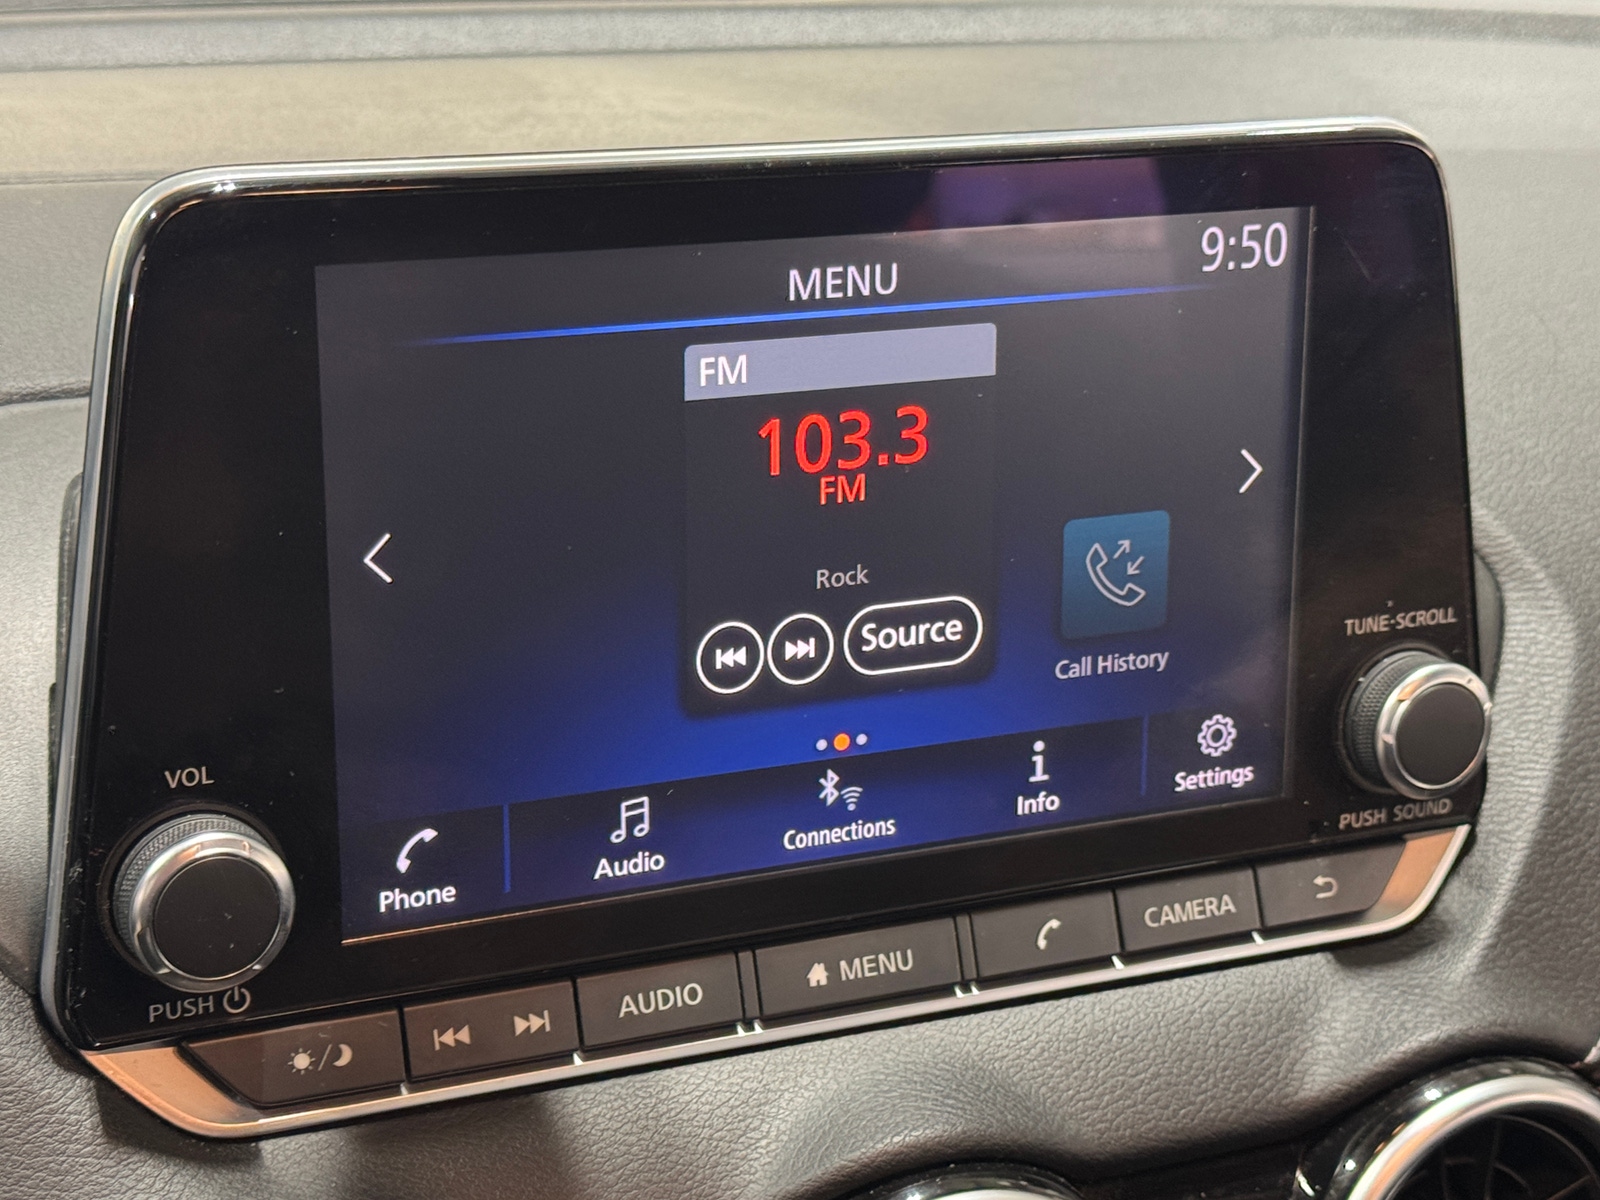 MENU
9:50
FM
103.3
FM
Rock
Source
Call History
Phone
Audio
Connections
Info
Settings
VOL
PUSH
TUNE·SCROLL
PUSH SOUND
AUDIO
MENU
CAMERA